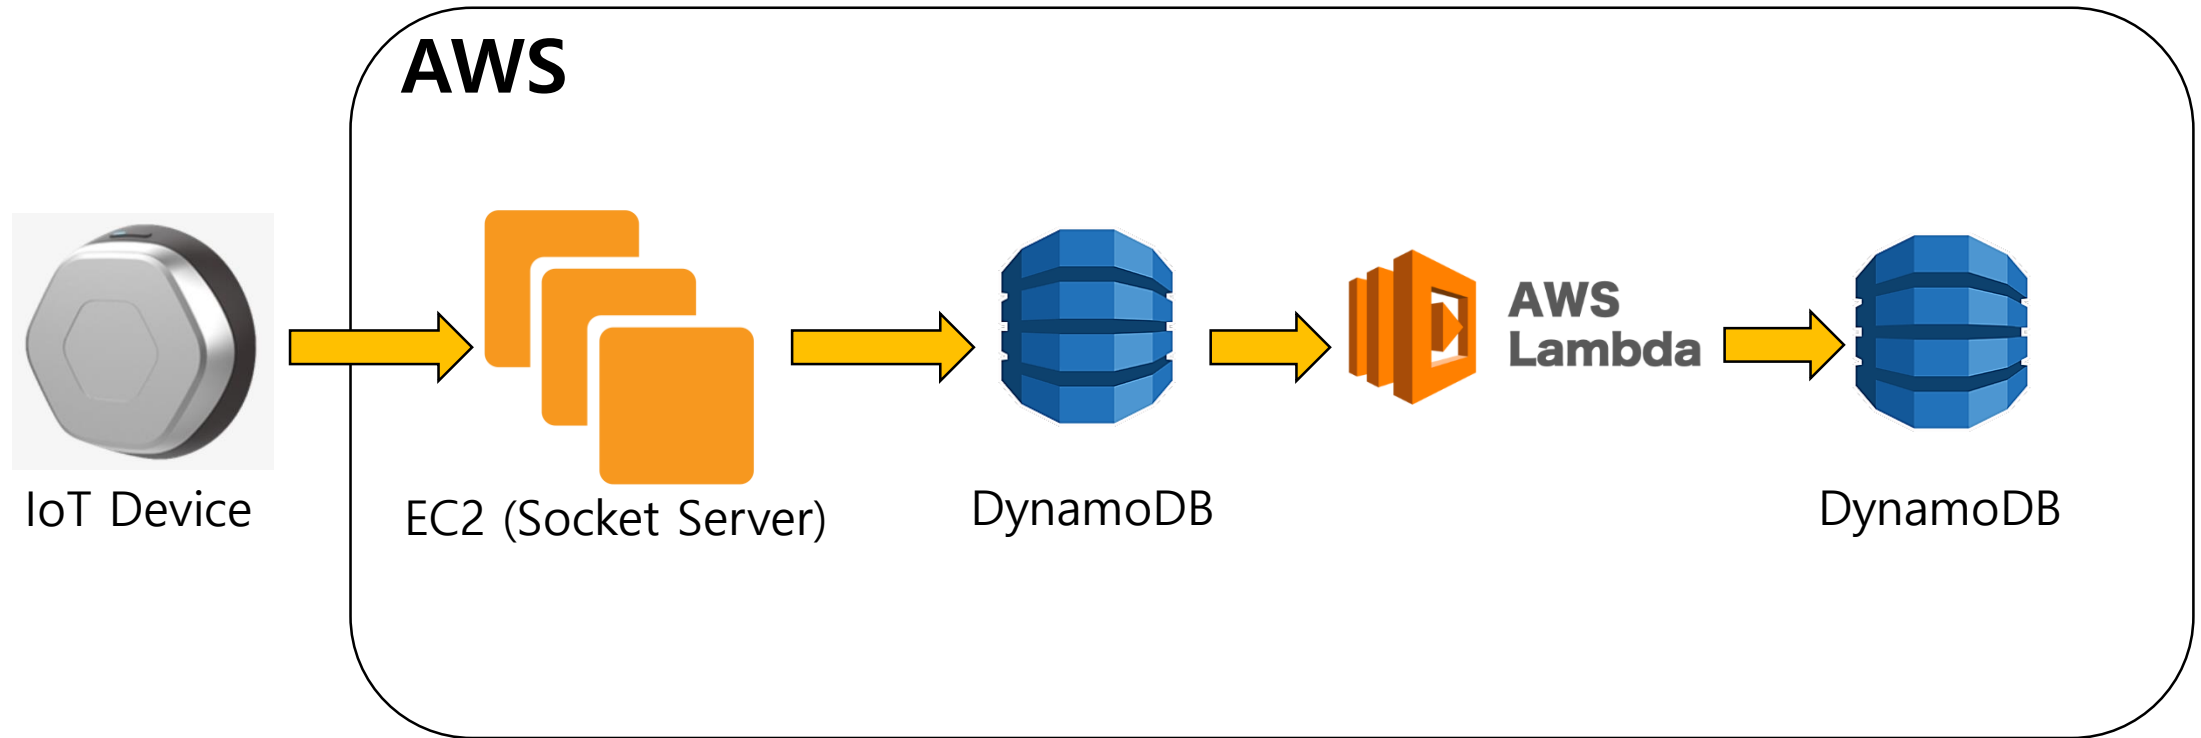 AWS
IoT Device
EC2 (Socket Server)
DynamoDB
AWS
Lambda
DynamoDB